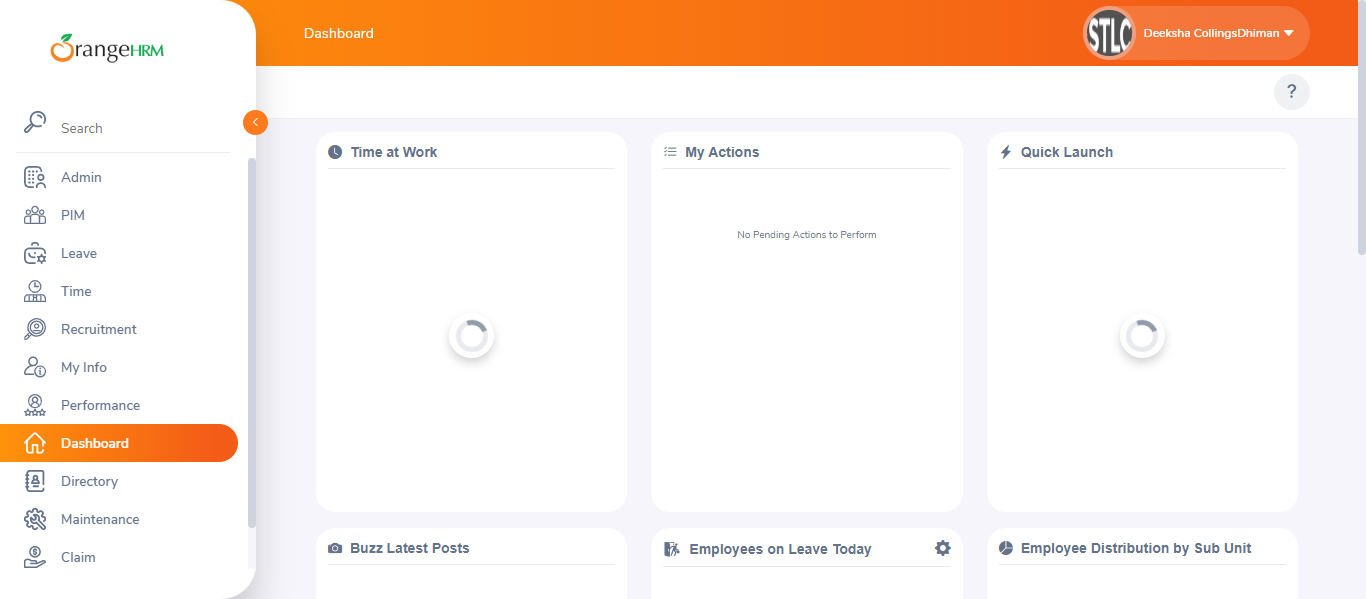 OrangeHRM
Search
Admin
PIM
Leave
Time
Recruitment
My Info
Performance
Dashboard
Directory
Maintenance
Claim
Dashboard
STLC
Deeksha CollingsDhiman
?
Time at Work
My Actions
No Pending Actions to Perform
Quick Launch
Buzz Latest Posts
Employees on Leave Today
Employee Distribution by Sub Unit